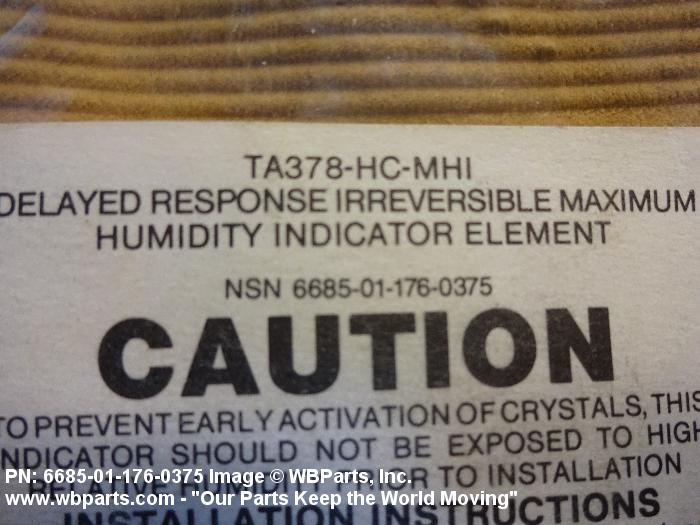 TA378-HC-MHI
DELAYED RESPONSE IRREVERSIBLE MAXIMUM
HUMIDITY INDICATOR ELEMENT
NSN 6685-01-176-0375
CAUTION
TO PREVENT EARLY ACTIVATION OF CRYSTALS, THIS
INDICATOR SHOULD NOT BE EXPOSED TO HIGH
TO INSTALLATION
INSTALLATION INSTRUCTIONS
PN: 6685-01-176-0375 Image © WBParts, Inc.
www.wbparts.com - "Our Parts Keep the World Moving"